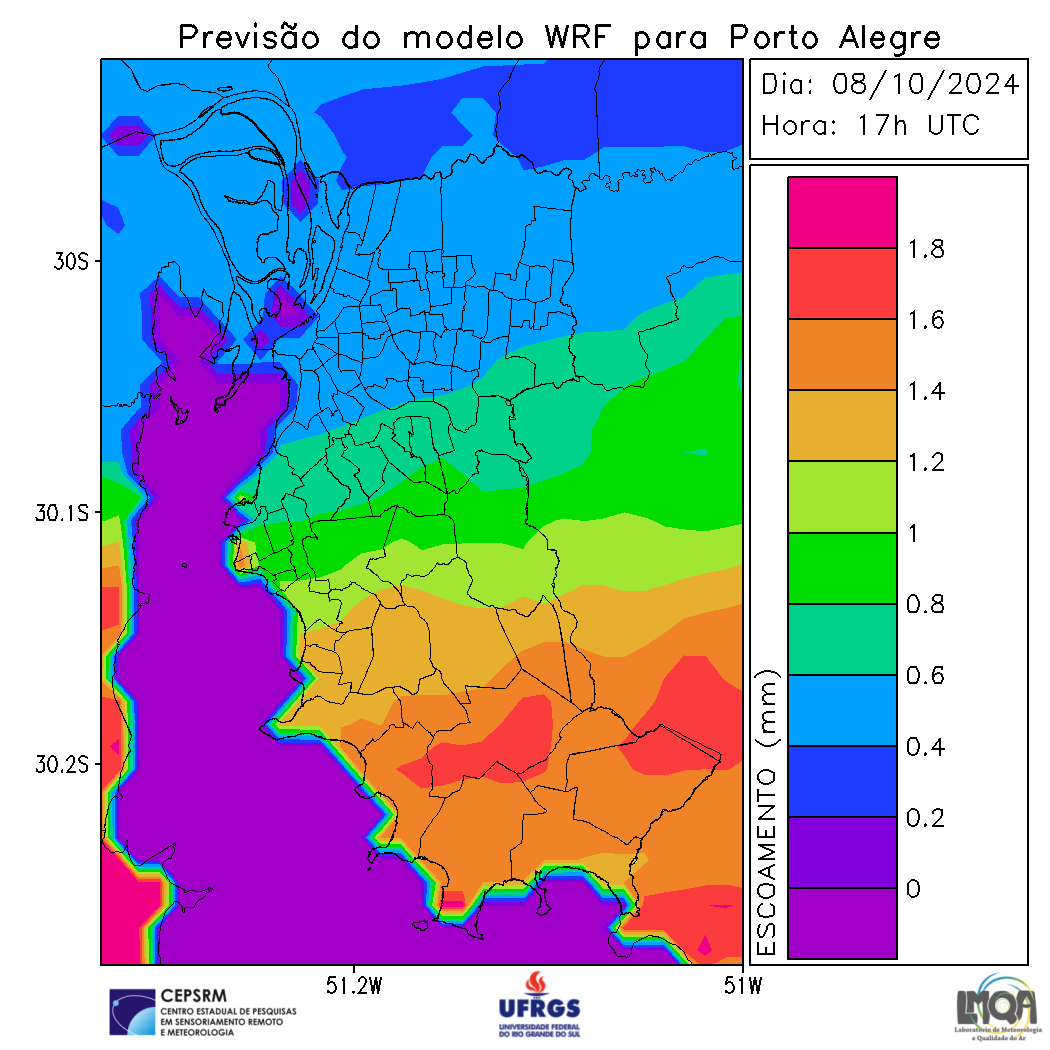 Previsão do modelo WRF para Porto Alegre
Dia: 08/10/2024
Hora: 17h UTC
30S
30.1S
30.2S
51.2W
51W
ESCOAMENTO (mm)
1.8
1.6
1.4
1.2
1
0.8
0.6
0.4
0.2
0
CEPSRM
CENTRO ESTADUAL DE PESQUISAS
EM SENSORIAMENTO REMOTO
E METEOROLOGIA
UFRGS
UNIVERSIDADE FEDERAL
DO RIO GRANDE DO SUL
LMQA
Laboratório de Meteorologia
e Qualidade do Ar